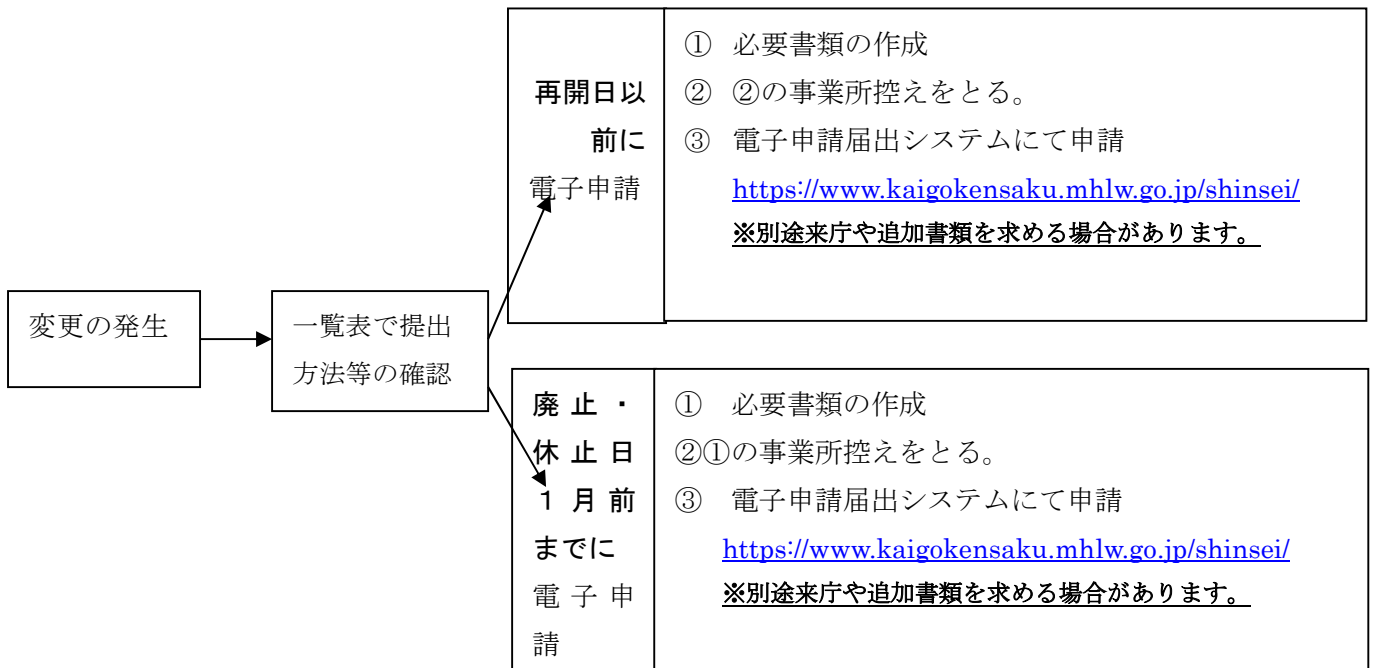 変更の発生
一覧表で提出
方法等の確認
再開日以
前に
電子申請
① 必要書類の作成
② ②の事業所控えをとる。
③ 電子申請届出システムにて申請
https://www.kaigokensaku.mhlw.go.jp/shinsei/
※別途来庁や追加書類を求める場合があります。
廃止・
休止日
1月前
までに
電子申
請
① 必要書類の作成
②①の事業所控えをとる。
③ 電子申請届出システムにて申請
https://www.kaigokensaku.mhlw.go.jp/shinsei/
※別途来庁や追加書類を求める場合があります。